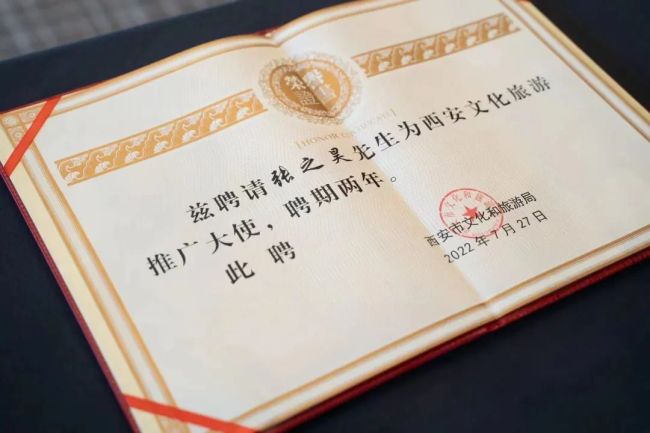 HONOR
兹聘请张之昊先生为西安文化旅游
推广大使，聘期两年。
此聘
西安市文化和旅游局
2022年7月27日